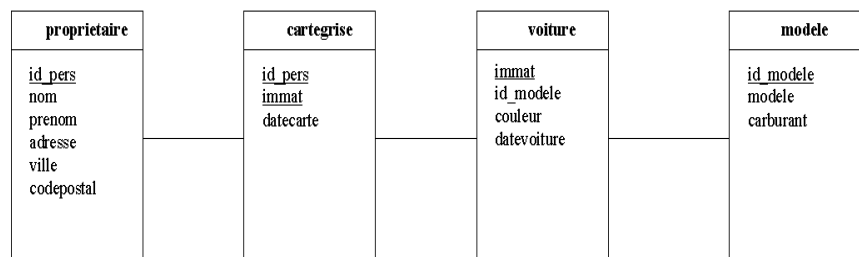 proprietaire
id_pers
nom
prenom
adresse
ville
codepostal
cartegrise
id_pers
immat
datecarte
voiture
immat
id_modele
couleur
datevoiture
modele
id_modele
modele
carburant